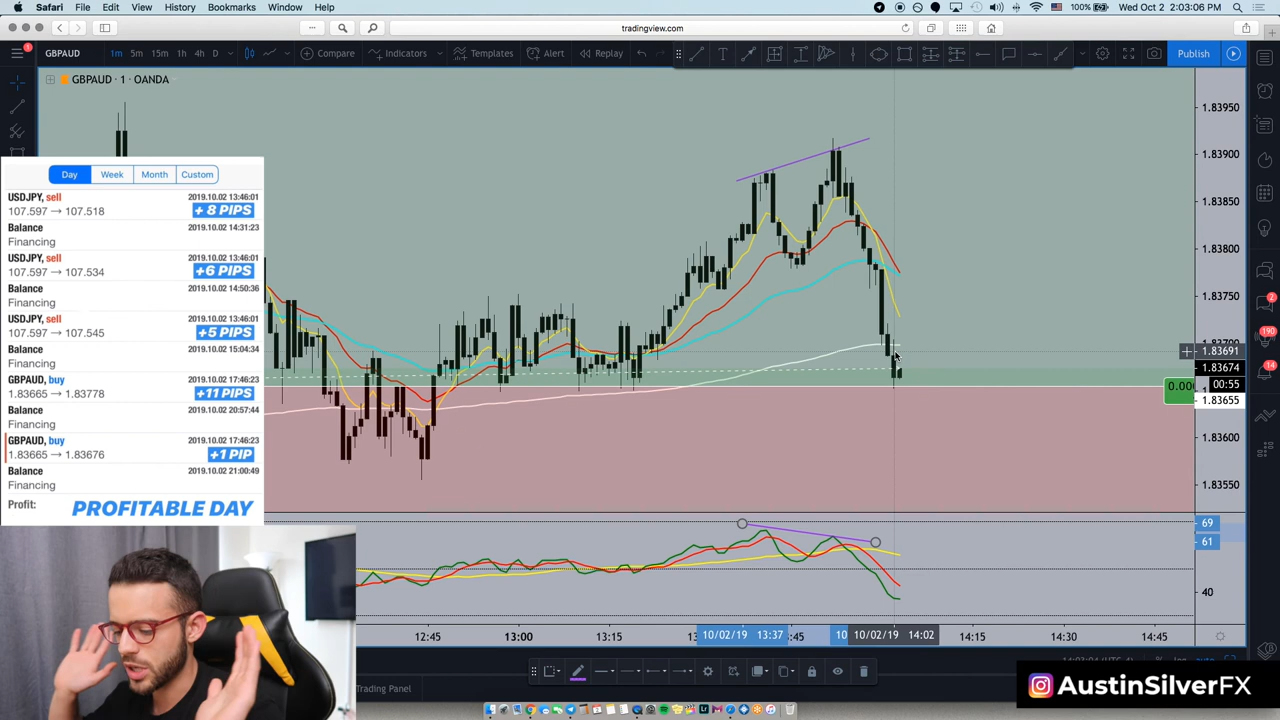 Safari File Edit View History Bookmarks Window Help
100% Wed Oct 2 2:03:06 PM
tradingview.com
GBPAUD 1m 5m 15m 1h 4h D Compare Indicators Templates Alert Replay Publish
GBPAUD · 1 · OANDA
1.83950
1.83900
1.83850
1.83800
1.83750
1.83691
1.83674
00:55
0.000
1.83655
1.83600
1.83550
Day Week Month Custom
USDJPY, sell 2019.10.02 13:46:01
107.597 → 107.518 + 8 PIPS
Balance 2019.10.02 14:31:23
Financing
USDJPY, sell 2019.10.02 13:46:01
107.597 → 107.534 +6 PIPS
Balance 2019.10.02 14:50:36
Financing
USDJPY, sell 2019.10.02 13:46:01
107.597 → 107.545 +5 PIPS
Balance 2019.10.02 15:04:34
Financing
GBPAUD, buy 2019.10.02 17:46:23
1.83665 → 1.83778 +11 PIPS
Balance 2019.10.02 20:57:44
Financing
GBPAUD, buy 2019.10.02 17:46:23
1.83665 → 1.83676 +1 PIP
Balance 2019.10.02 21:00:49
Financing
Profit: PROFITABLE DAY
69
61
40
12:45 13:00 13:15 10/02/19 13:37 :45 10 10/02/19 14:02 14:15 14:30 14:45
2
190
14
Trading Panel
AustinSilverFX